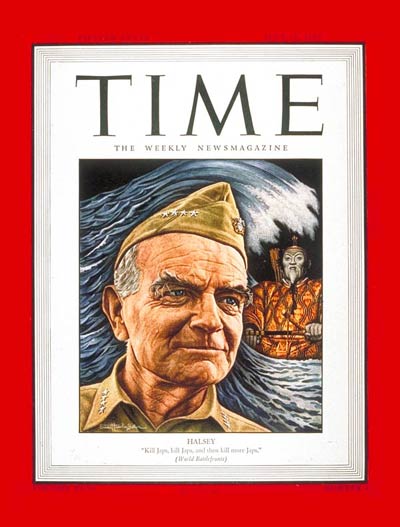 TIME
THE WEEKLY NEWSMAGAZINE
HALSEY
"Kill Japs, kill Japs, and then kill more Japs."
(World Battlefronts)